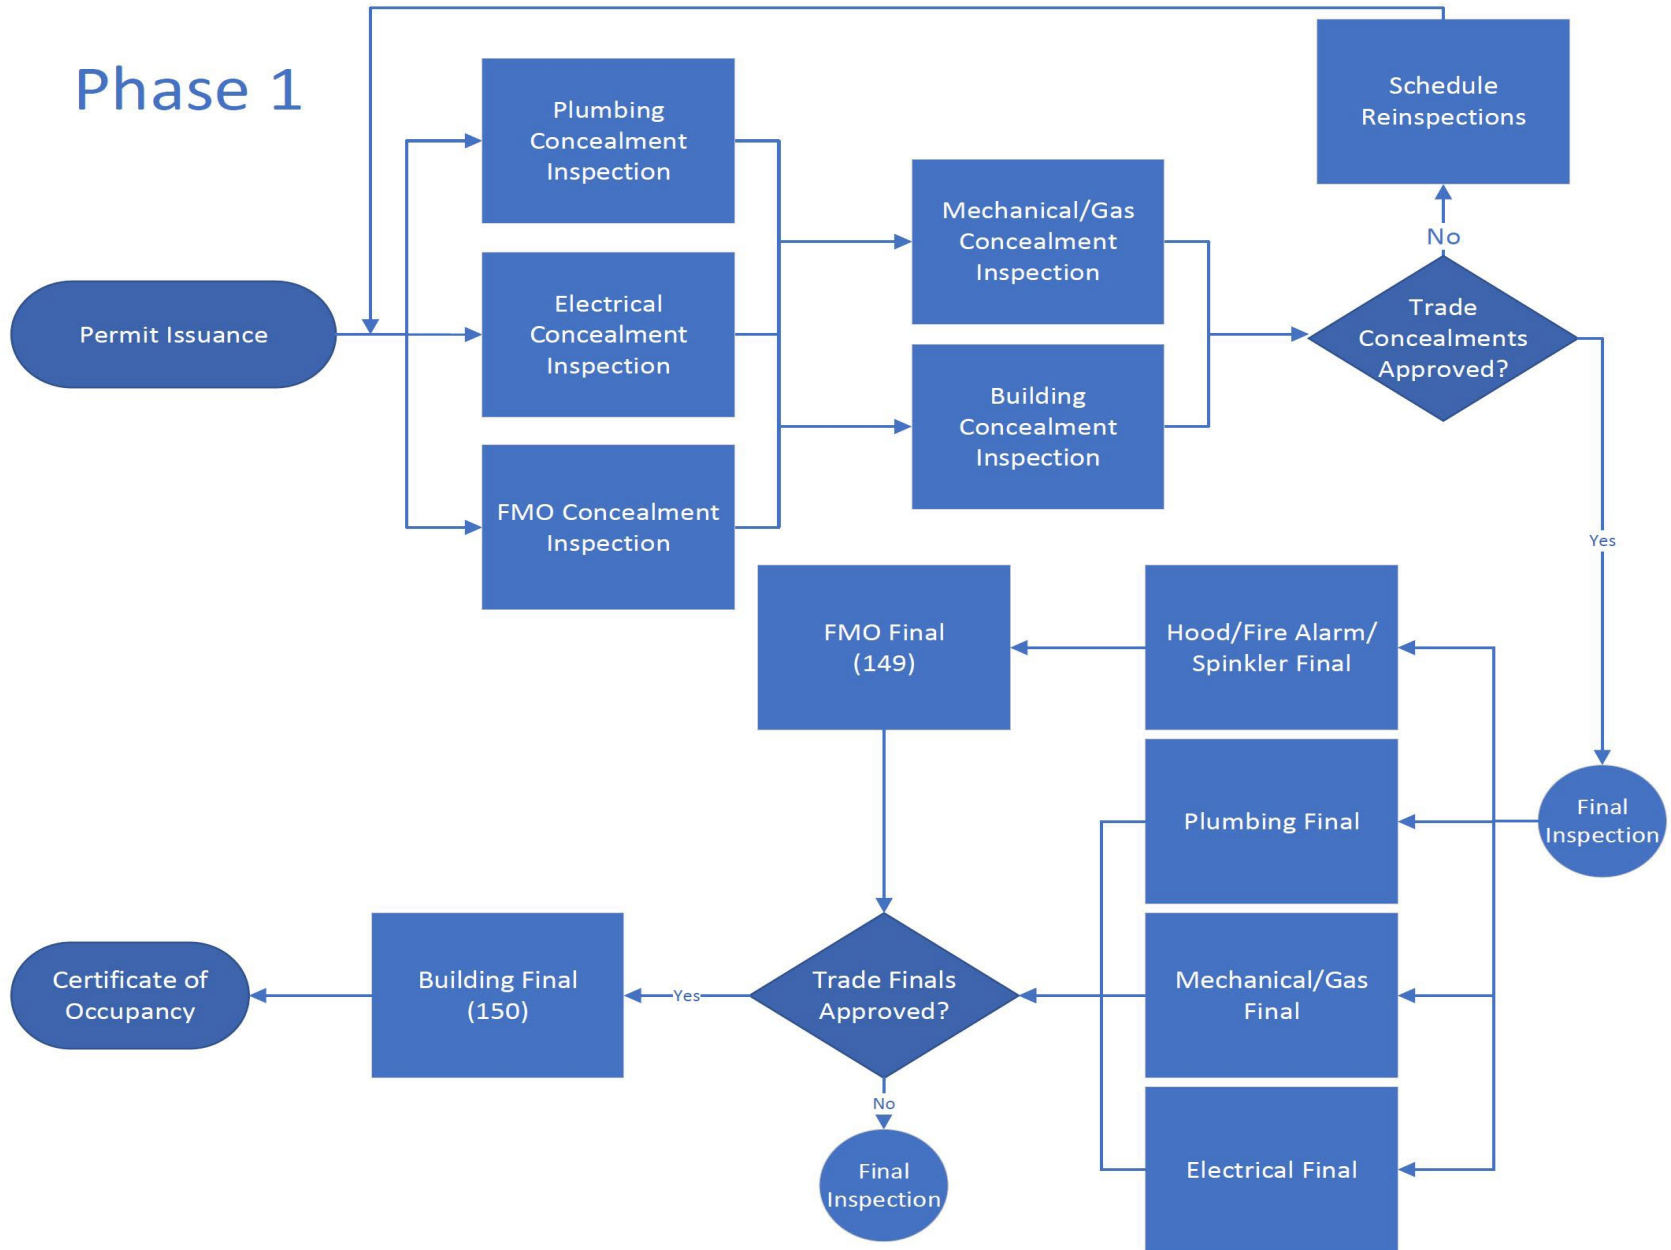 Phase 1
Schedule
Reinspections
Plumbing
Concealment
Inspection
Mechanical/Gas
Concealment
Inspection
No
Permit Issuance
Electrical
Concealment
Inspection
Trade
Concealments
Approved?
Building
Concealment
Inspection
FMO Concealment
Inspection
Yes
FMO Final
(149)
Hood/Fire Alarm/
Spinkler Final
Plumbing Final
Final
Inspection
Certificate of
Occupancy
Building Final
(150)
Yes
Trade Finals
Approved?
Mechanical/Gas
Final
No
Final
Inspection
Electrical Final